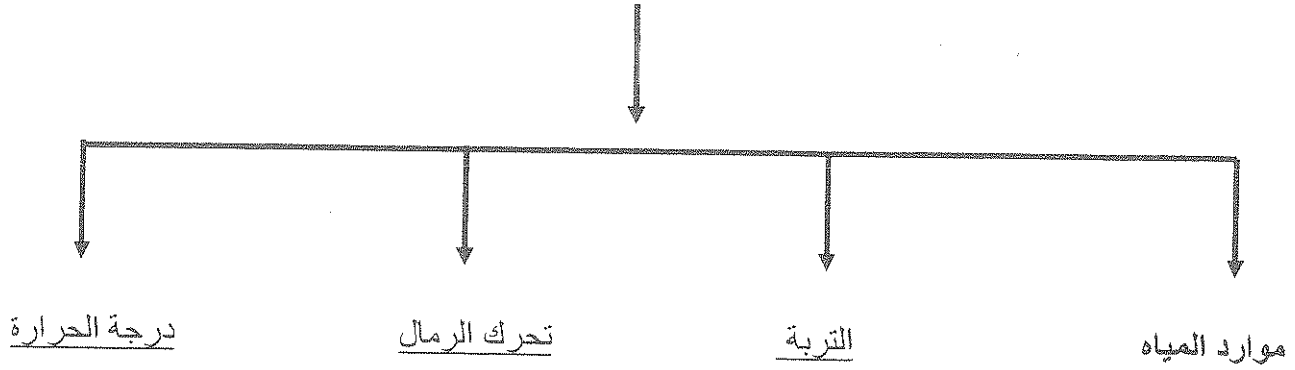 موارد المياه
التربة
تحرك الرمال
درجة الحرارة